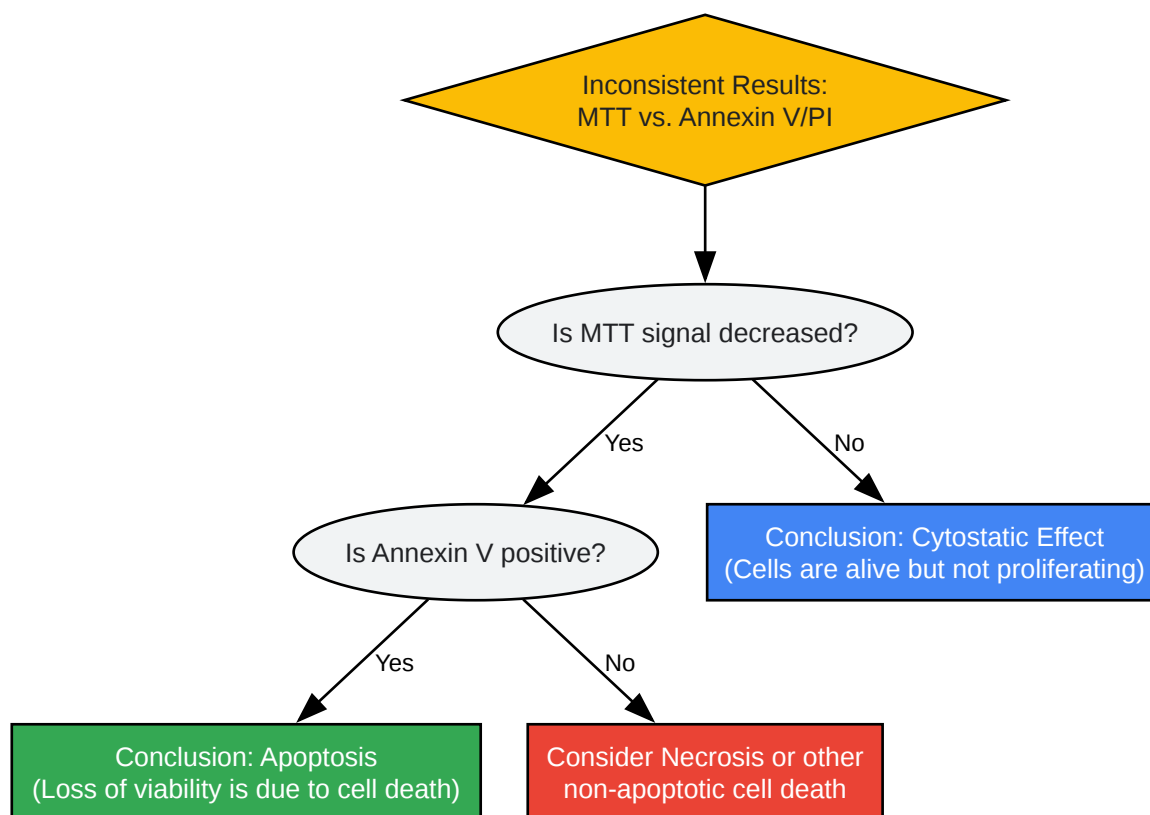 Inconsistent Results:
MTT vs. Annexin V/PI
Is MTT signal decreased?
Yes
No
Is Annexin V positive?
Conclusion: Cytostatic Effect
(Cells are alive but not proliferating)
Yes
No
Conclusion: Apoptosis
(Loss of viability is due to cell death)
Consider Necrosis or other
non-apoptotic cell death